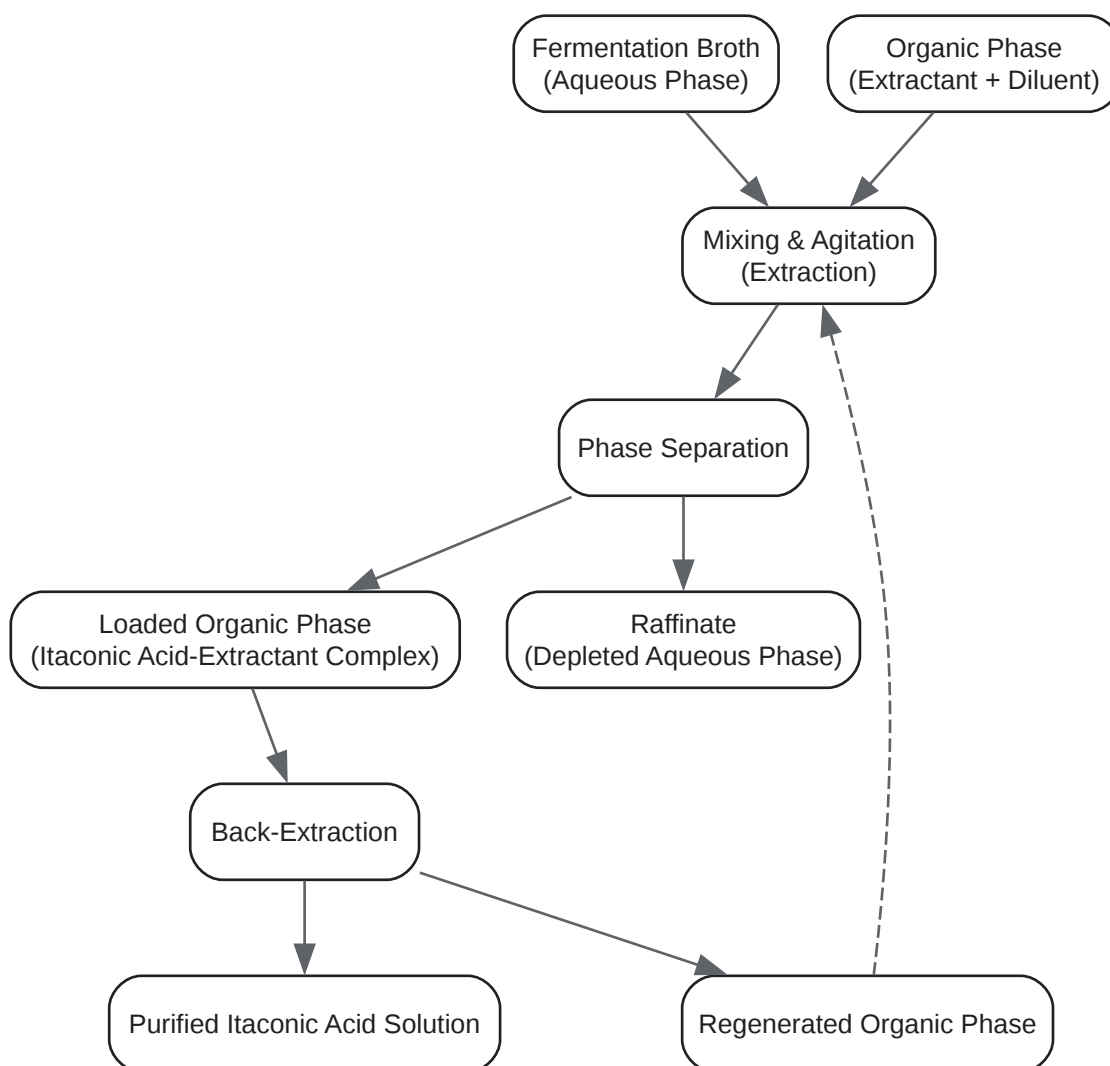 Fermentation Broth
(Aqueous Phase)
Organic Phase
(Extractant + Diluent)
Mixing & Agitation
(Extraction)
Phase Separation
Loaded Organic Phase
(Itaconic Acid-Extractant Complex)
Raffinate
(Depleted Aqueous Phase)
Back-Extraction
Purified Itaconic Acid Solution
Regenerated Organic Phase